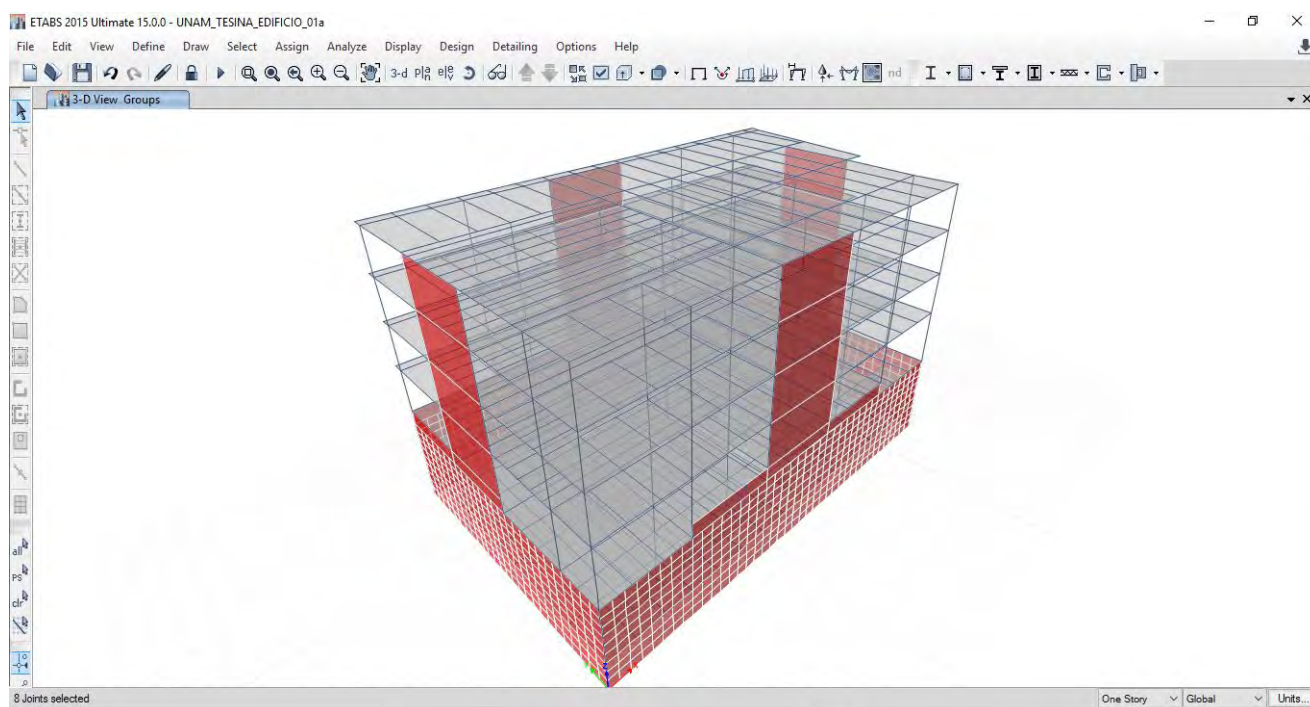 ETABS 2015 Ultimate 15.0.0 - UNAM_TESINA_EDIFICIO_01a
File Edit View Define Draw Select Assign Analyze Display Design Detailing Options Help
3-d nd
3-D View Groups
all
ps
clr
8 Joints selected One Story Global Units...